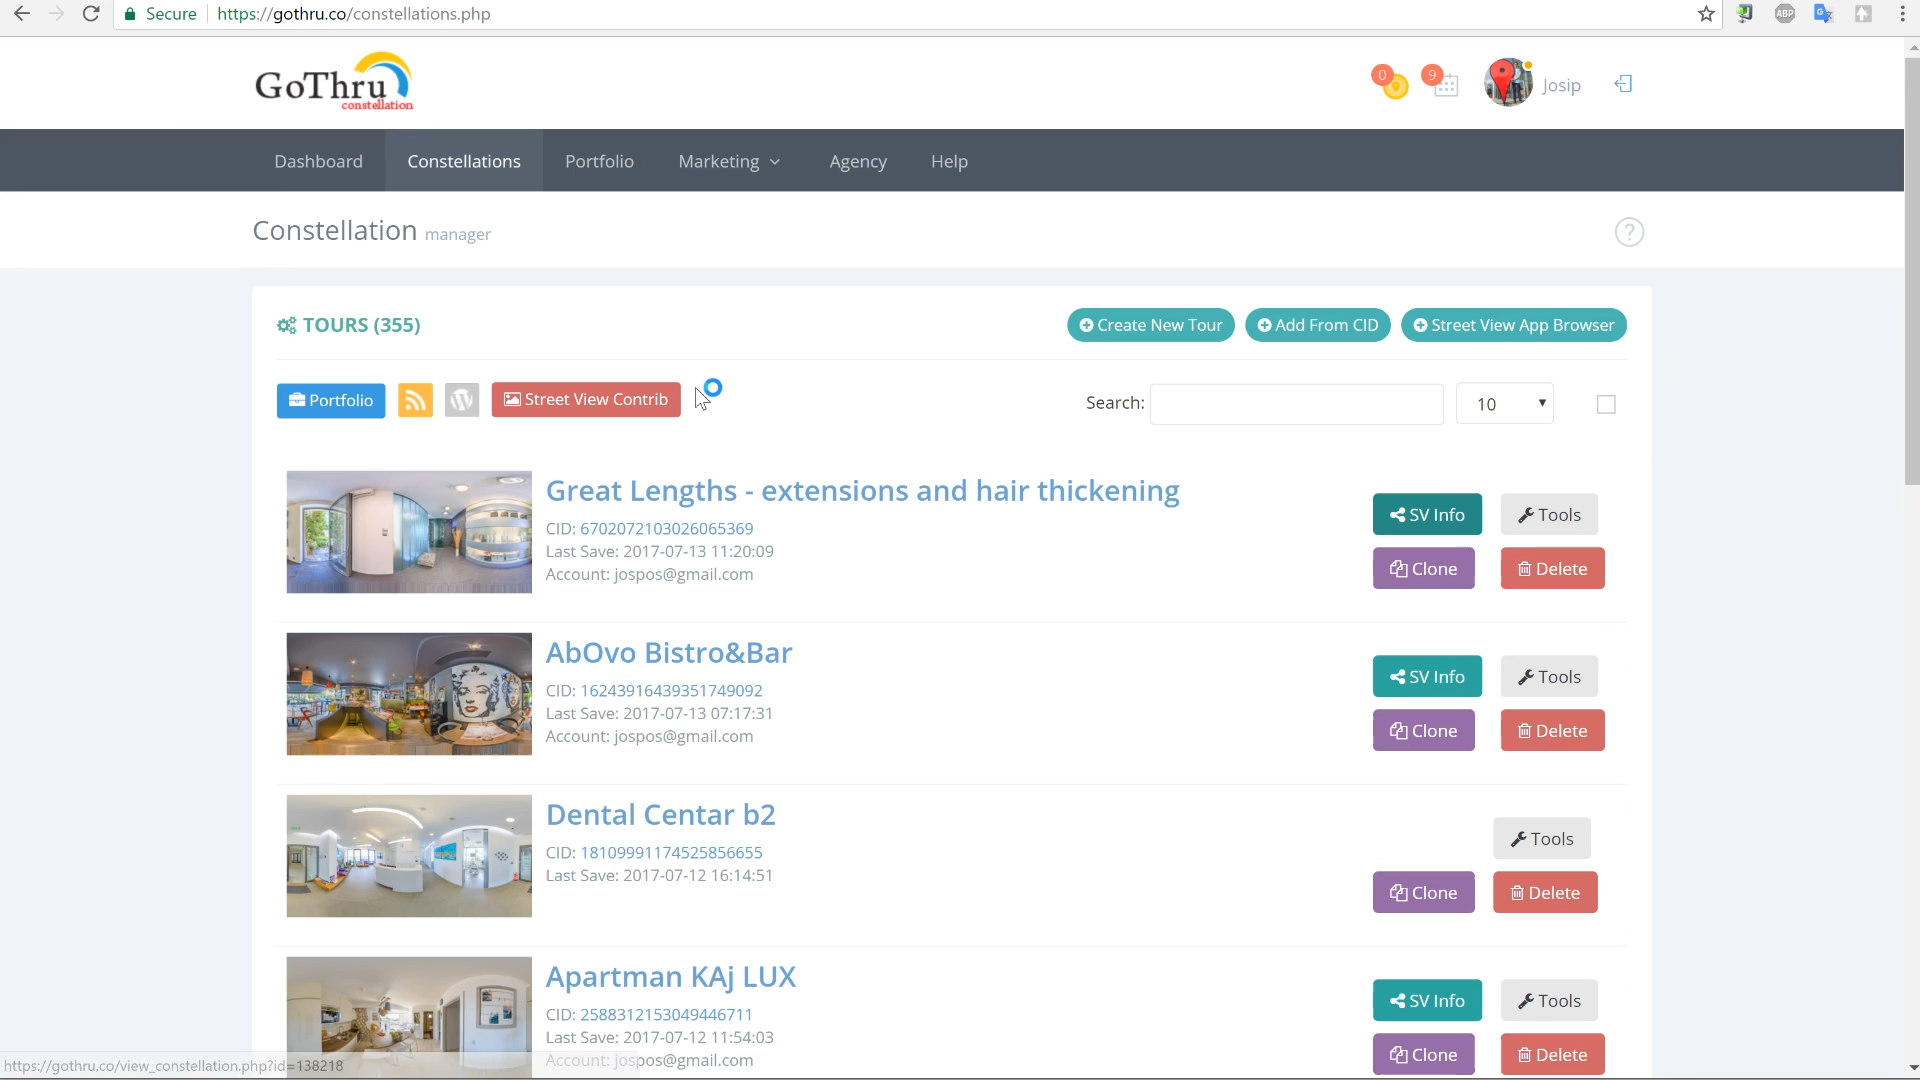 Secure https://gothru.co/constellations.php
ABP
GoThru
constellation
0
9
Josip
Dashboard Constellations Portfolio Marketing Agency Help
Constellation manager
?
TOURS (355)
Create New Tour
Add From CID
Street View App Browser
Portfolio
Street View Contrib
Search:
10
Great Lengths - extensions and hair thickening
CID: 6702072103026065369
Last Save: 2017-07-13 11:20:09
Account: jospos@gmail.com
SV Info
Tools
Clone
Delete
AbOvo Bistro&Bar
CID: 16243916439351749092
Last Save: 2017-07-13 07:17:31
Account: jospos@gmail.com
SV Info
Tools
Clone
Delete
Dental Centar b2
CID: 18109991174525856655
Last Save: 2017-07-12 16:14:51
Tools
Clone
Delete
Apartman KAj LUX
CID: 2588312153049446711
Last Save: 2017-07-12 11:54:03
Account: jospos@gmail.com
SV Info
Tools
Clone
Delete
https://gothru.co/view_constellation.php?id=138218